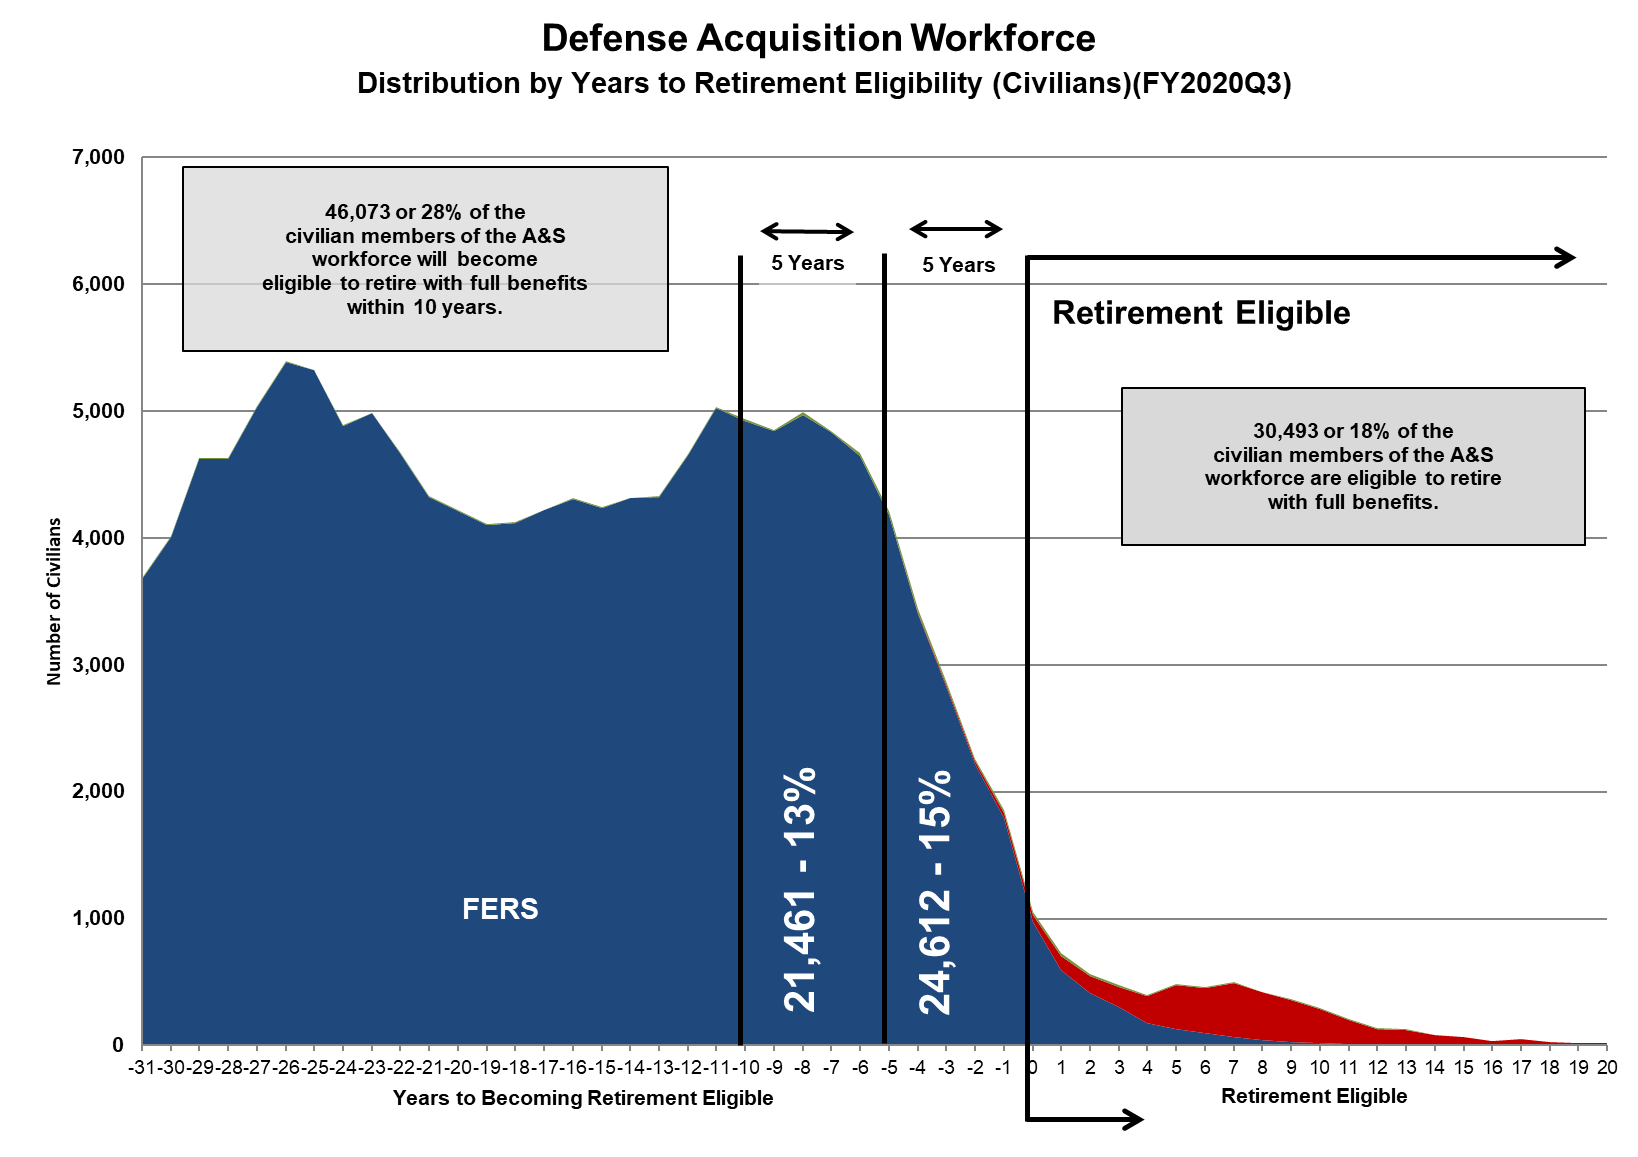 Defense Acquisition Workforce
Distribution by Years to Retirement Eligibility (Civilians)(FY2020Q3)
7,000
6,000
5,000
4,000
3,000
2,000
1,000
0
Number of Civilians
46,073 or 28% of the
civilian members of the A&S
workforce will become
eligible to retire with full benefits
within 10 years.
5 Years
5 Years
Retirement Eligible
30,493 or 18% of the
civilian members of the A&S
workforce are eligible to retire
with full benefits.
FERS
21,461 - 13%
24,612 - 15%
-31 -30 -29 -28 -27 -26 -25 -24 -23 -22 -21 -20 -19 -18 -17 -16 -15 -14 -13 -12 -11 -10 -9 -8 -7 -6 -5 -4 -3 -2 -1 0 1 2 3 4 5 6 7 8 9 10 11 12 13 14 15 16 17 18 19 20
Years to Becoming Retirement Eligible
Retirement Eligible